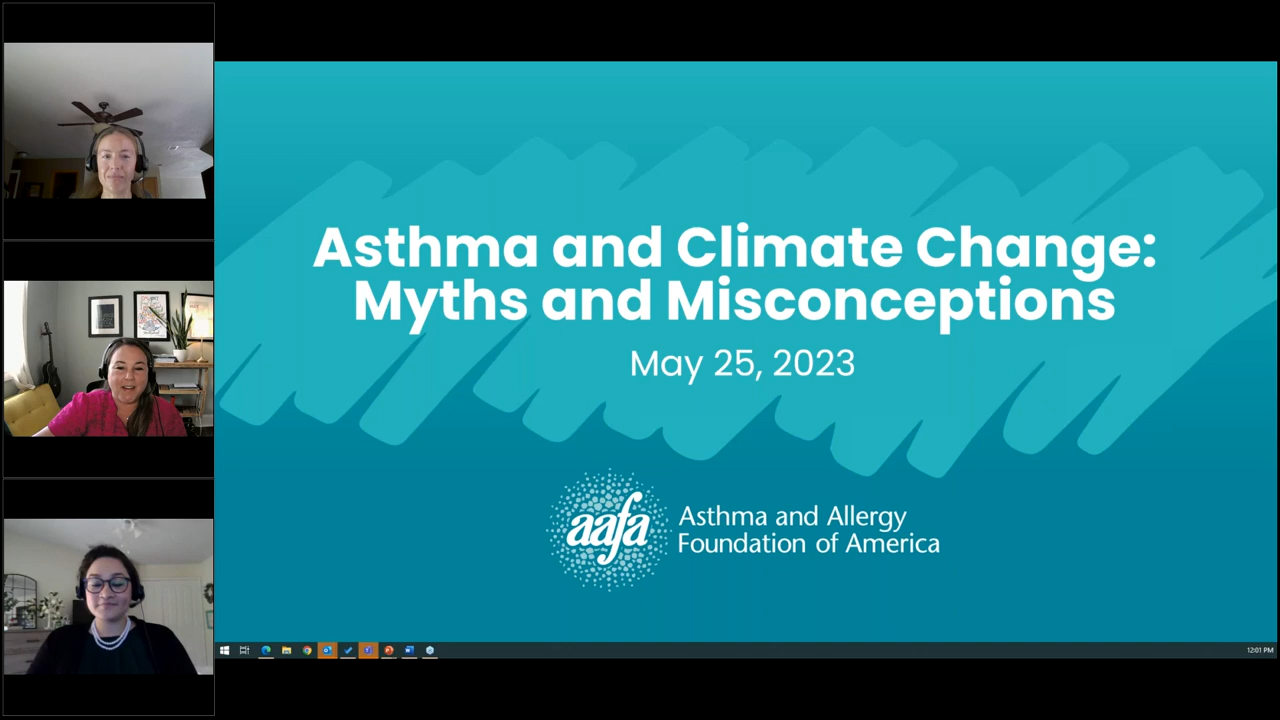 Asthma and Climate Change:
Myths and Misconceptions
May 25, 2023
aafa
Asthma and Allergy
Foundation of America
12:01 PM